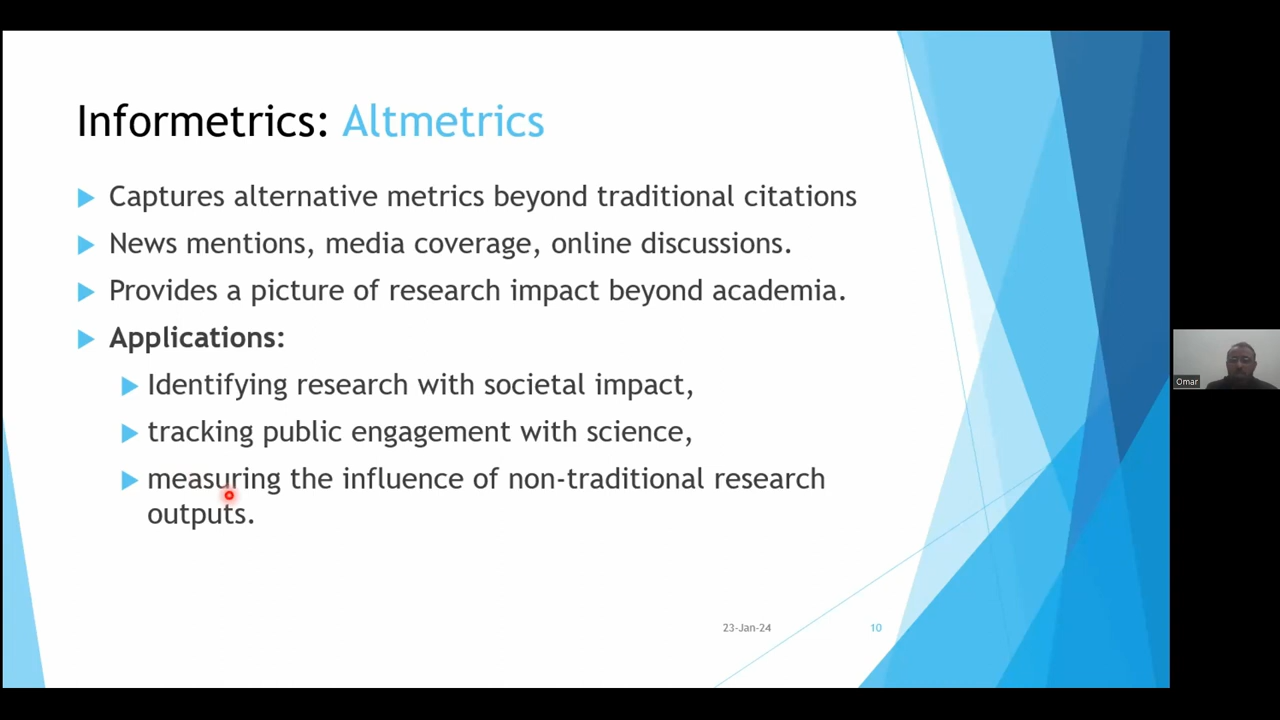 Informetrics: Altmetrics
Captures alternative metrics beyond traditional citations
News mentions, media coverage, online discussions.
Provides a picture of research impact beyond academia.
Applications:
Identifying research with societal impact,
tracking public engagement with science,
measuring the influence of non-traditional research
outputs.
23-Jan-24
10
Omar